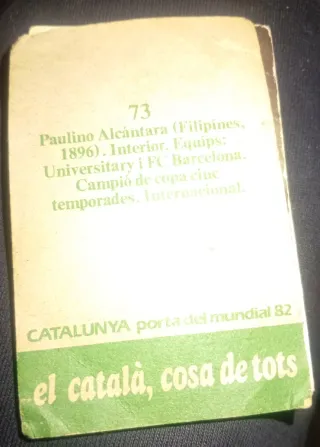 73
Paulino Alcántara (Filipines,
1896). Interior. Equips:
Universitary i FC Barcelona.
Campió de copa cinc
temporades. Internacional.
CATALUNYA porta del mundial 82
el català, cosa de tots